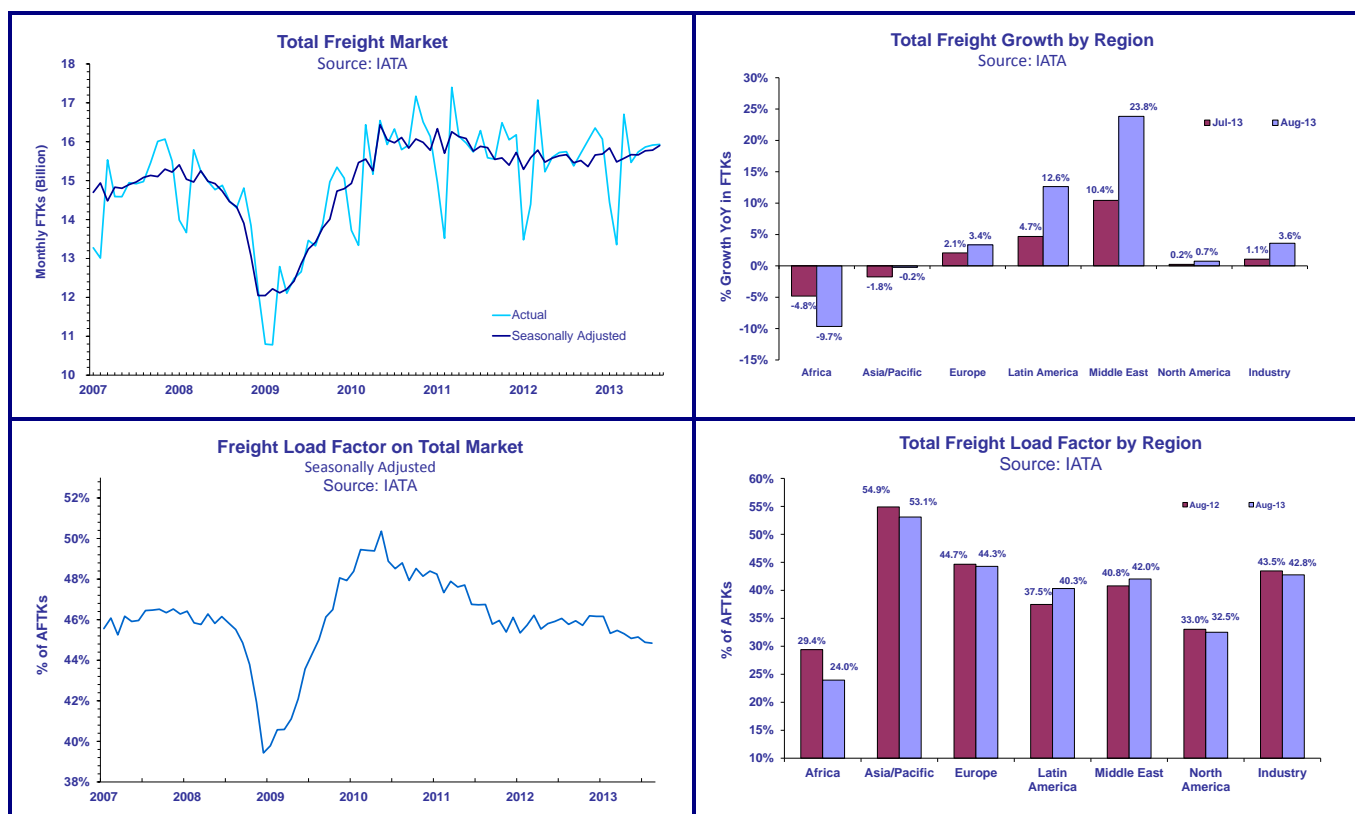 Total Freight Market
Source: IATA
Monthly FTKs (Billion)
18
17
16
15
14
13
12
11
10
2007 2008 2009 2010 2011 2012 2013
Actual
Seasonally Adjusted
Total Freight Growth by Region
Source: IATA
% Growth YoY in FTKs
30%
25%
20%
15%
10%
5%
0%
-5%
-10%
-15%
Jul-13 Aug-13
-4.8% -9.7%
-1.8% -0.2%
2.1% 3.4%
4.7% 12.6%
10.4% 23.8%
0.2% 0.7%
1.1% 3.6%
Africa Asia/Pacific Europe Latin America Middle East North America Industry
Freight Load Factor on Total Market
Seasonally Adjusted
Source: IATA
% of AFTKs
52%
50%
48%
46%
44%
42%
40%
38%
2007 2008 2009 2010 2011 2012 2013
Total Freight Load Factor by Region
Source: IATA
% of AFTKs
60%
55%
50%
45%
40%
35%
30%
25%
20%
15%
10%
Aug-12 Aug-13
29.4% 24.0%
54.9% 53.1%
44.7% 44.3%
37.5% 40.3%
40.8% 42.0%
33.0% 32.5%
43.5% 42.8%
Africa Asia/Pacific Europe Latin America Middle East North America Industry